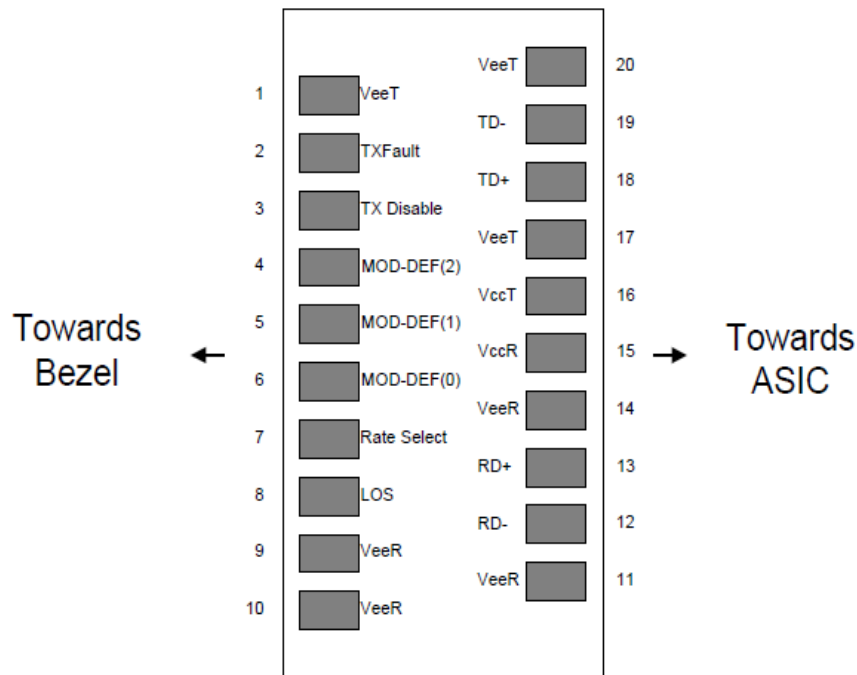 VeeT 20
1 VeeT
TD- 19
2 TXFault
TD+ 18
3 TX Disable
VeeT 17
4 MOD-DEF(2)
VccT 16
5 MOD-DEF(1)
Towards
Bezel
VccR 15
Towards
ASIC
6 MOD-DEF(0)
VeeR 14
7 Rate Select
RD+ 13
8 LOS
RD- 12
9 VeeR
VeeR 11
10 VeeR